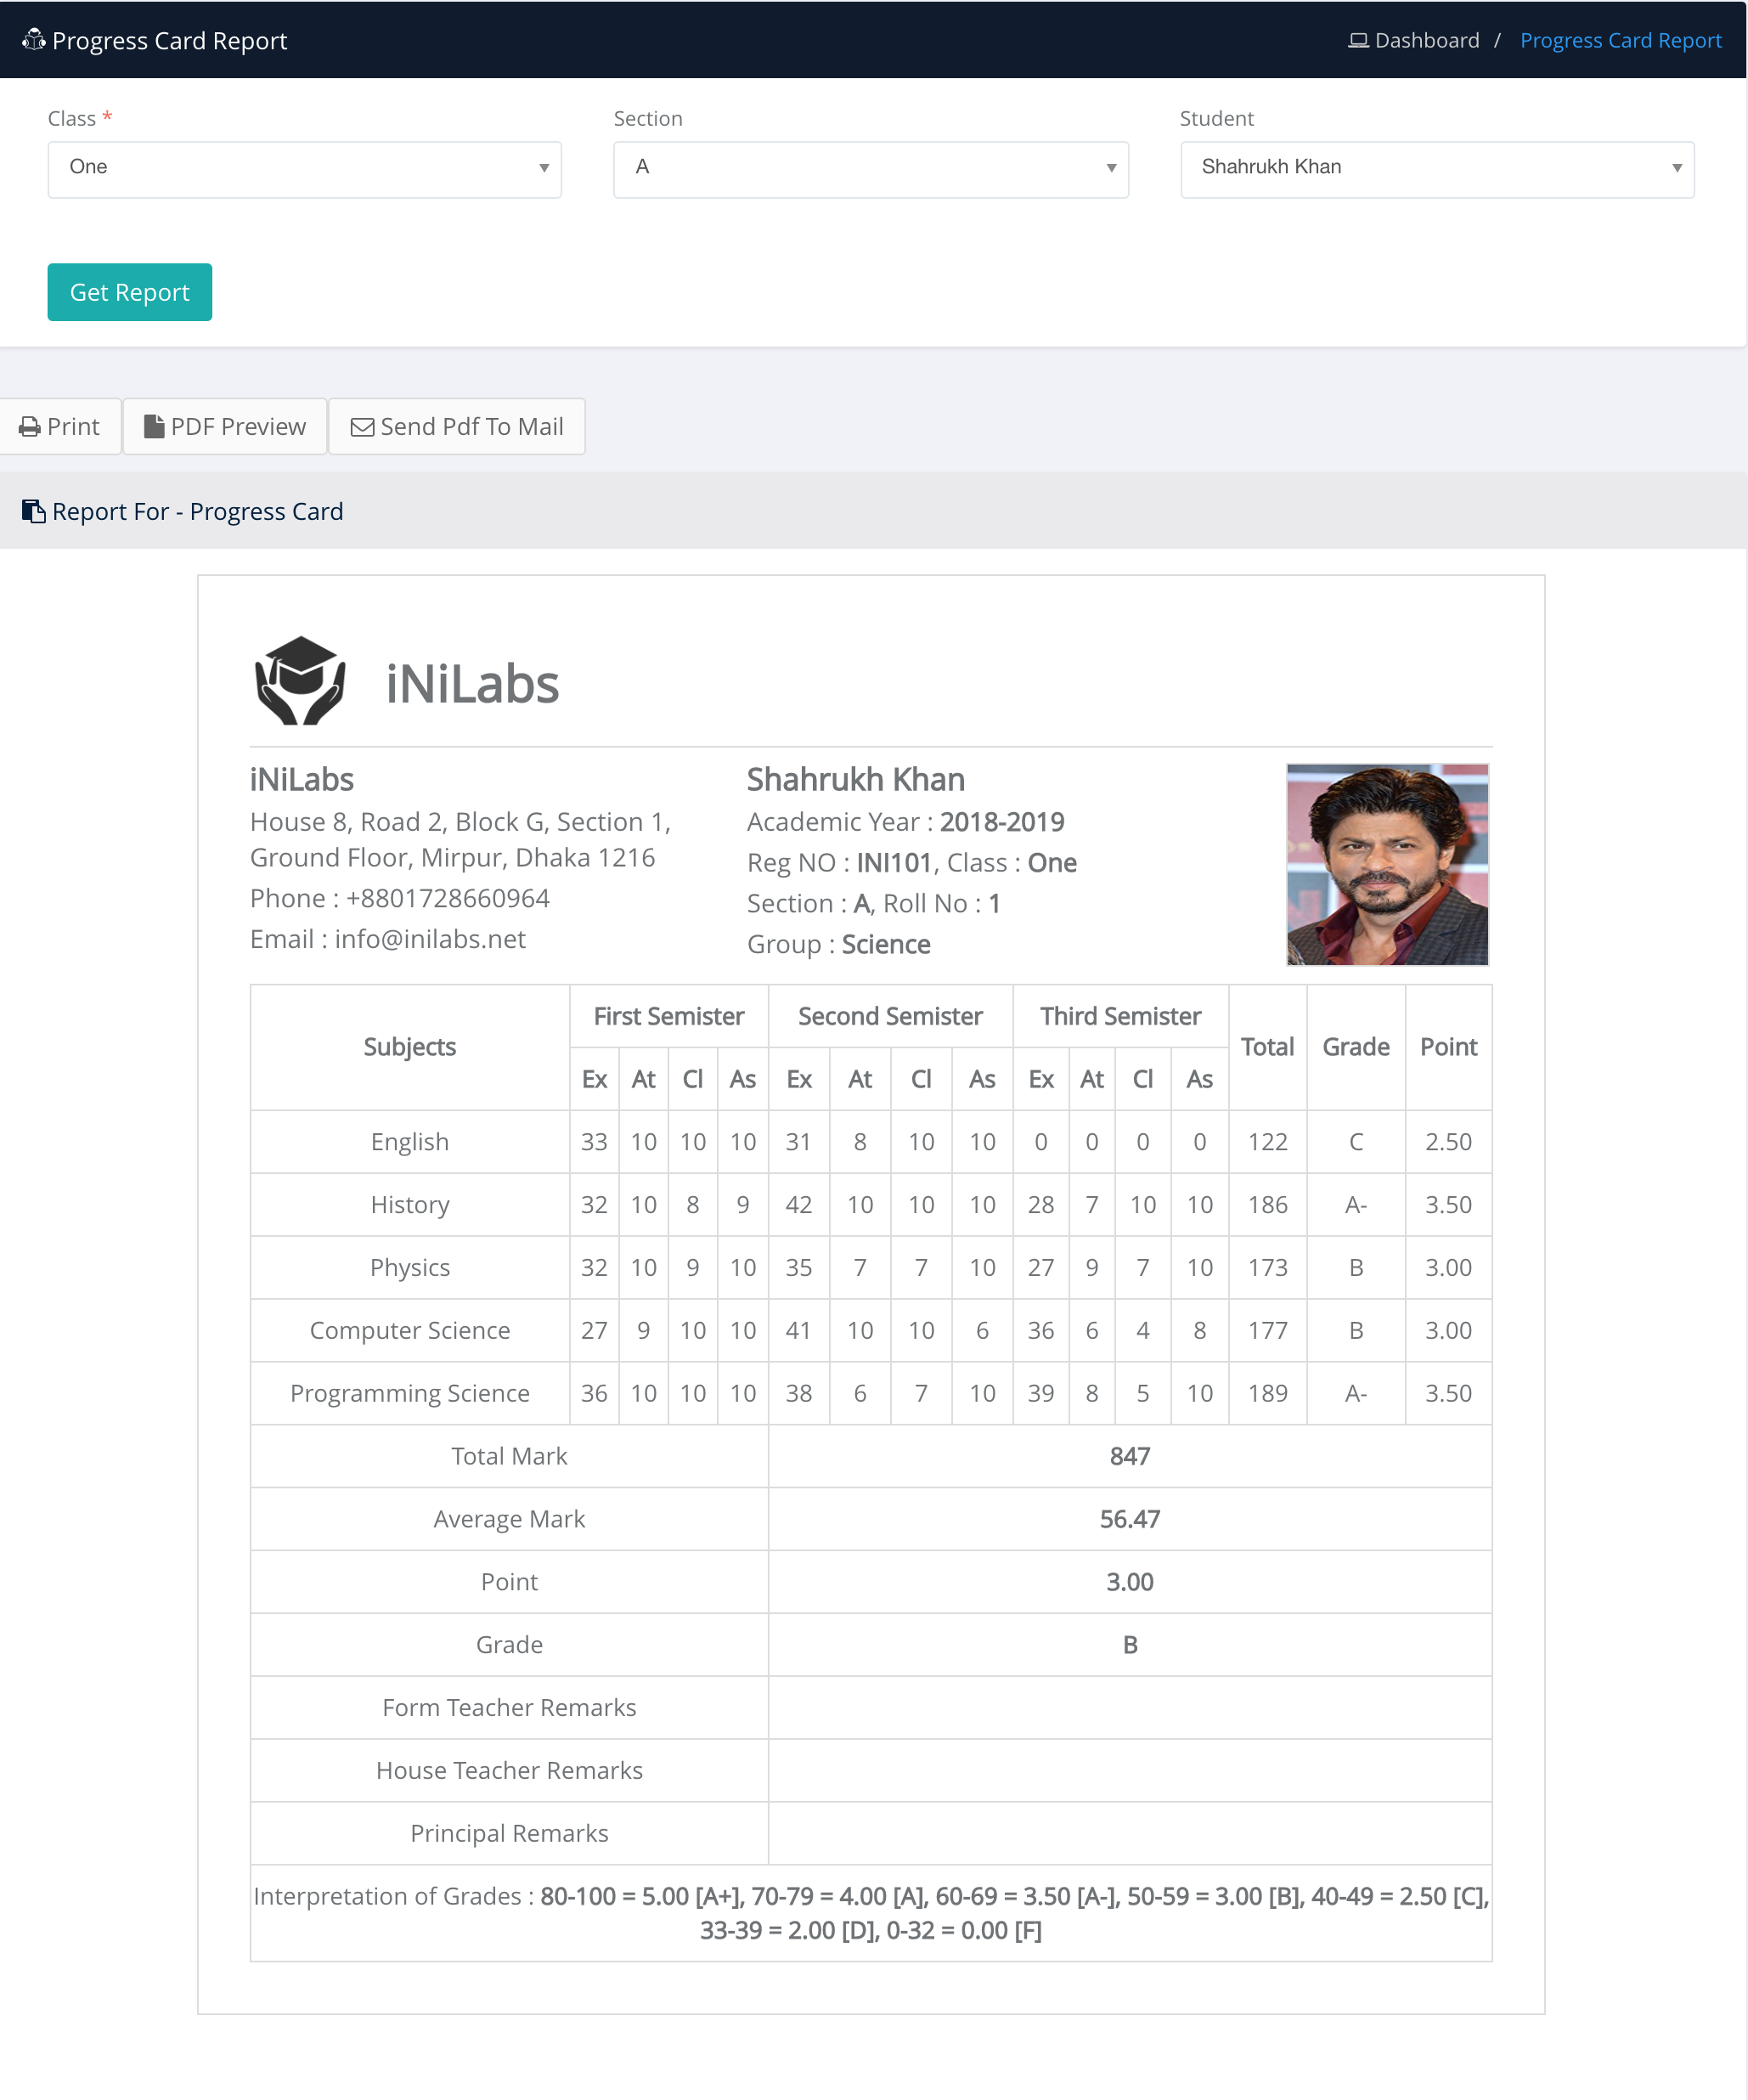 Progress Card Report
Dashboard / Progress Card Report
Class * Section Student
One A Shahrukh Khan
Get Report
Print PDF Preview Send Pdf To Mail
Report For - Progress Card
iNiLabs
iNiLabs
House 8, Road 2, Block G, Section 1,
Ground Floor, Mirpur, Dhaka 1216
Phone : +8801728660964
Email : info@inilabs.net
Shahrukh Khan
Academic Year : 2018-2019
Reg NO : INI101, Class : One
Section : A, Roll No : 1
Group : Science
Subjects First Semister Second Semister Third Semister Total Grade Point
Ex At Cl As Ex At Cl As Ex At Cl As
English 33 10 10 10 31 8 10 10 0 0 0 0 122 C 2.50
History 32 10 8 9 42 10 10 10 28 7 10 10 186 A- 3.50
Physics 32 10 9 10 35 7 7 10 27 9 7 10 173 B 3.00
Computer Science 27 9 10 10 41 10 10 6 36 6 4 8 177 B 3.00
Programming Science 36 10 10 10 38 6 7 10 39 8 5 10 189 A- 3.50
Total Mark 847
Average Mark 56.47
Point 3.00
Grade B
Form Teacher Remarks
House Teacher Remarks
Principal Remarks
Interpretation of Grades : 80-100 = 5.00 [A+], 70-79 = 4.00 [A], 60-69 = 3.50 [A-], 50-59 = 3.00 [B], 40-49 = 2.50 [C],
33-39 = 2.00 [D], 0-32 = 0.00 [F]